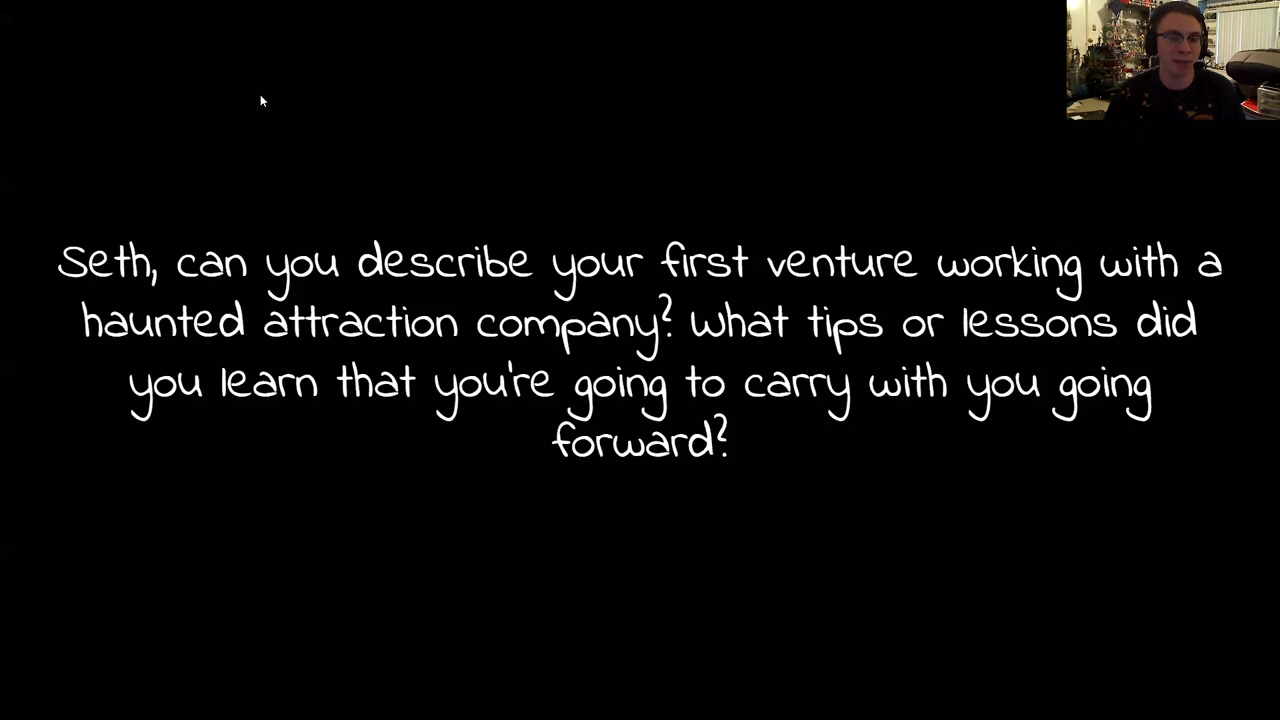 Seth, can you describe your first venture working with a
haunted attraction company? What tips or lessons did
you learn that you're going to carry with you going
forward?